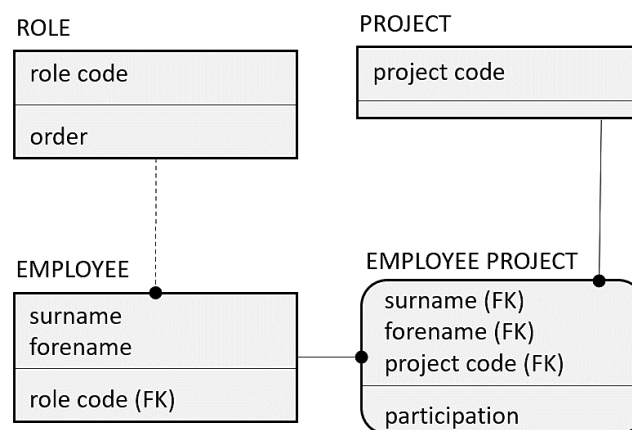 ROLE
role code
order
PROJECT
project code
EMPLOYEE
surname
forename
role code (FK)
EMPLOYEE PROJECT
surname (FK)
forename (FK)
project code (FK)
participation